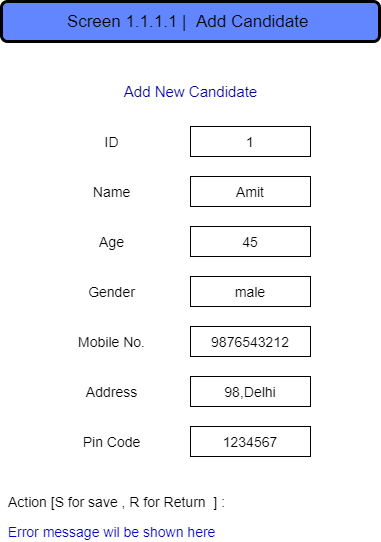 Screen 1.1.1.1 | Add Candidate
Add New Candidate
ID 1
Name Amit
Age 45
Gender male
Mobile No. 9876543212
Address 98,Delhi
Pin Code 1234567
Action [S for save , R for Return ] :
Error message wil be shown here